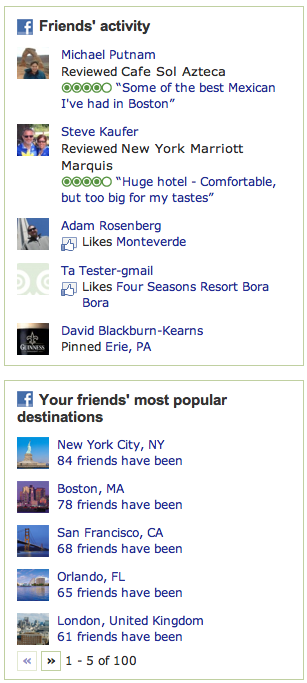 Friends' activity
Michael Putnam
Reviewed Cafe Sol Azteca
“Some of the best Mexican
I've had in Boston”
Steve Kaufer
Reviewed New York Marriott
Marquis
“Huge hotel - Comfortable,
but too big for my tastes”
Adam Rosenberg
Likes Monteverde
Ta Tester-gmail
Likes Four Seasons Resort Bora
Bora
GUINNESS
David Blackburn-Kearns
Pinned Erie, PA
Your friends' most popular
destinations
New York City, NY
84 friends have been
Boston, MA
78 friends have been
San Francisco, CA
68 friends have been
Orlando, FL
65 friends have been
London, United Kingdom
61 friends have been
« » 1 - 5 of 100